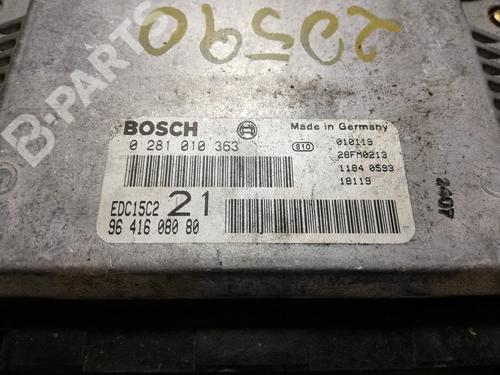 20590
B-PARTS
BOSCH
Made in Germany
0 281 010 363
810
010119
28FM0213
1184 0593
18119
EDC15C2 21
96 416 080 80
2407